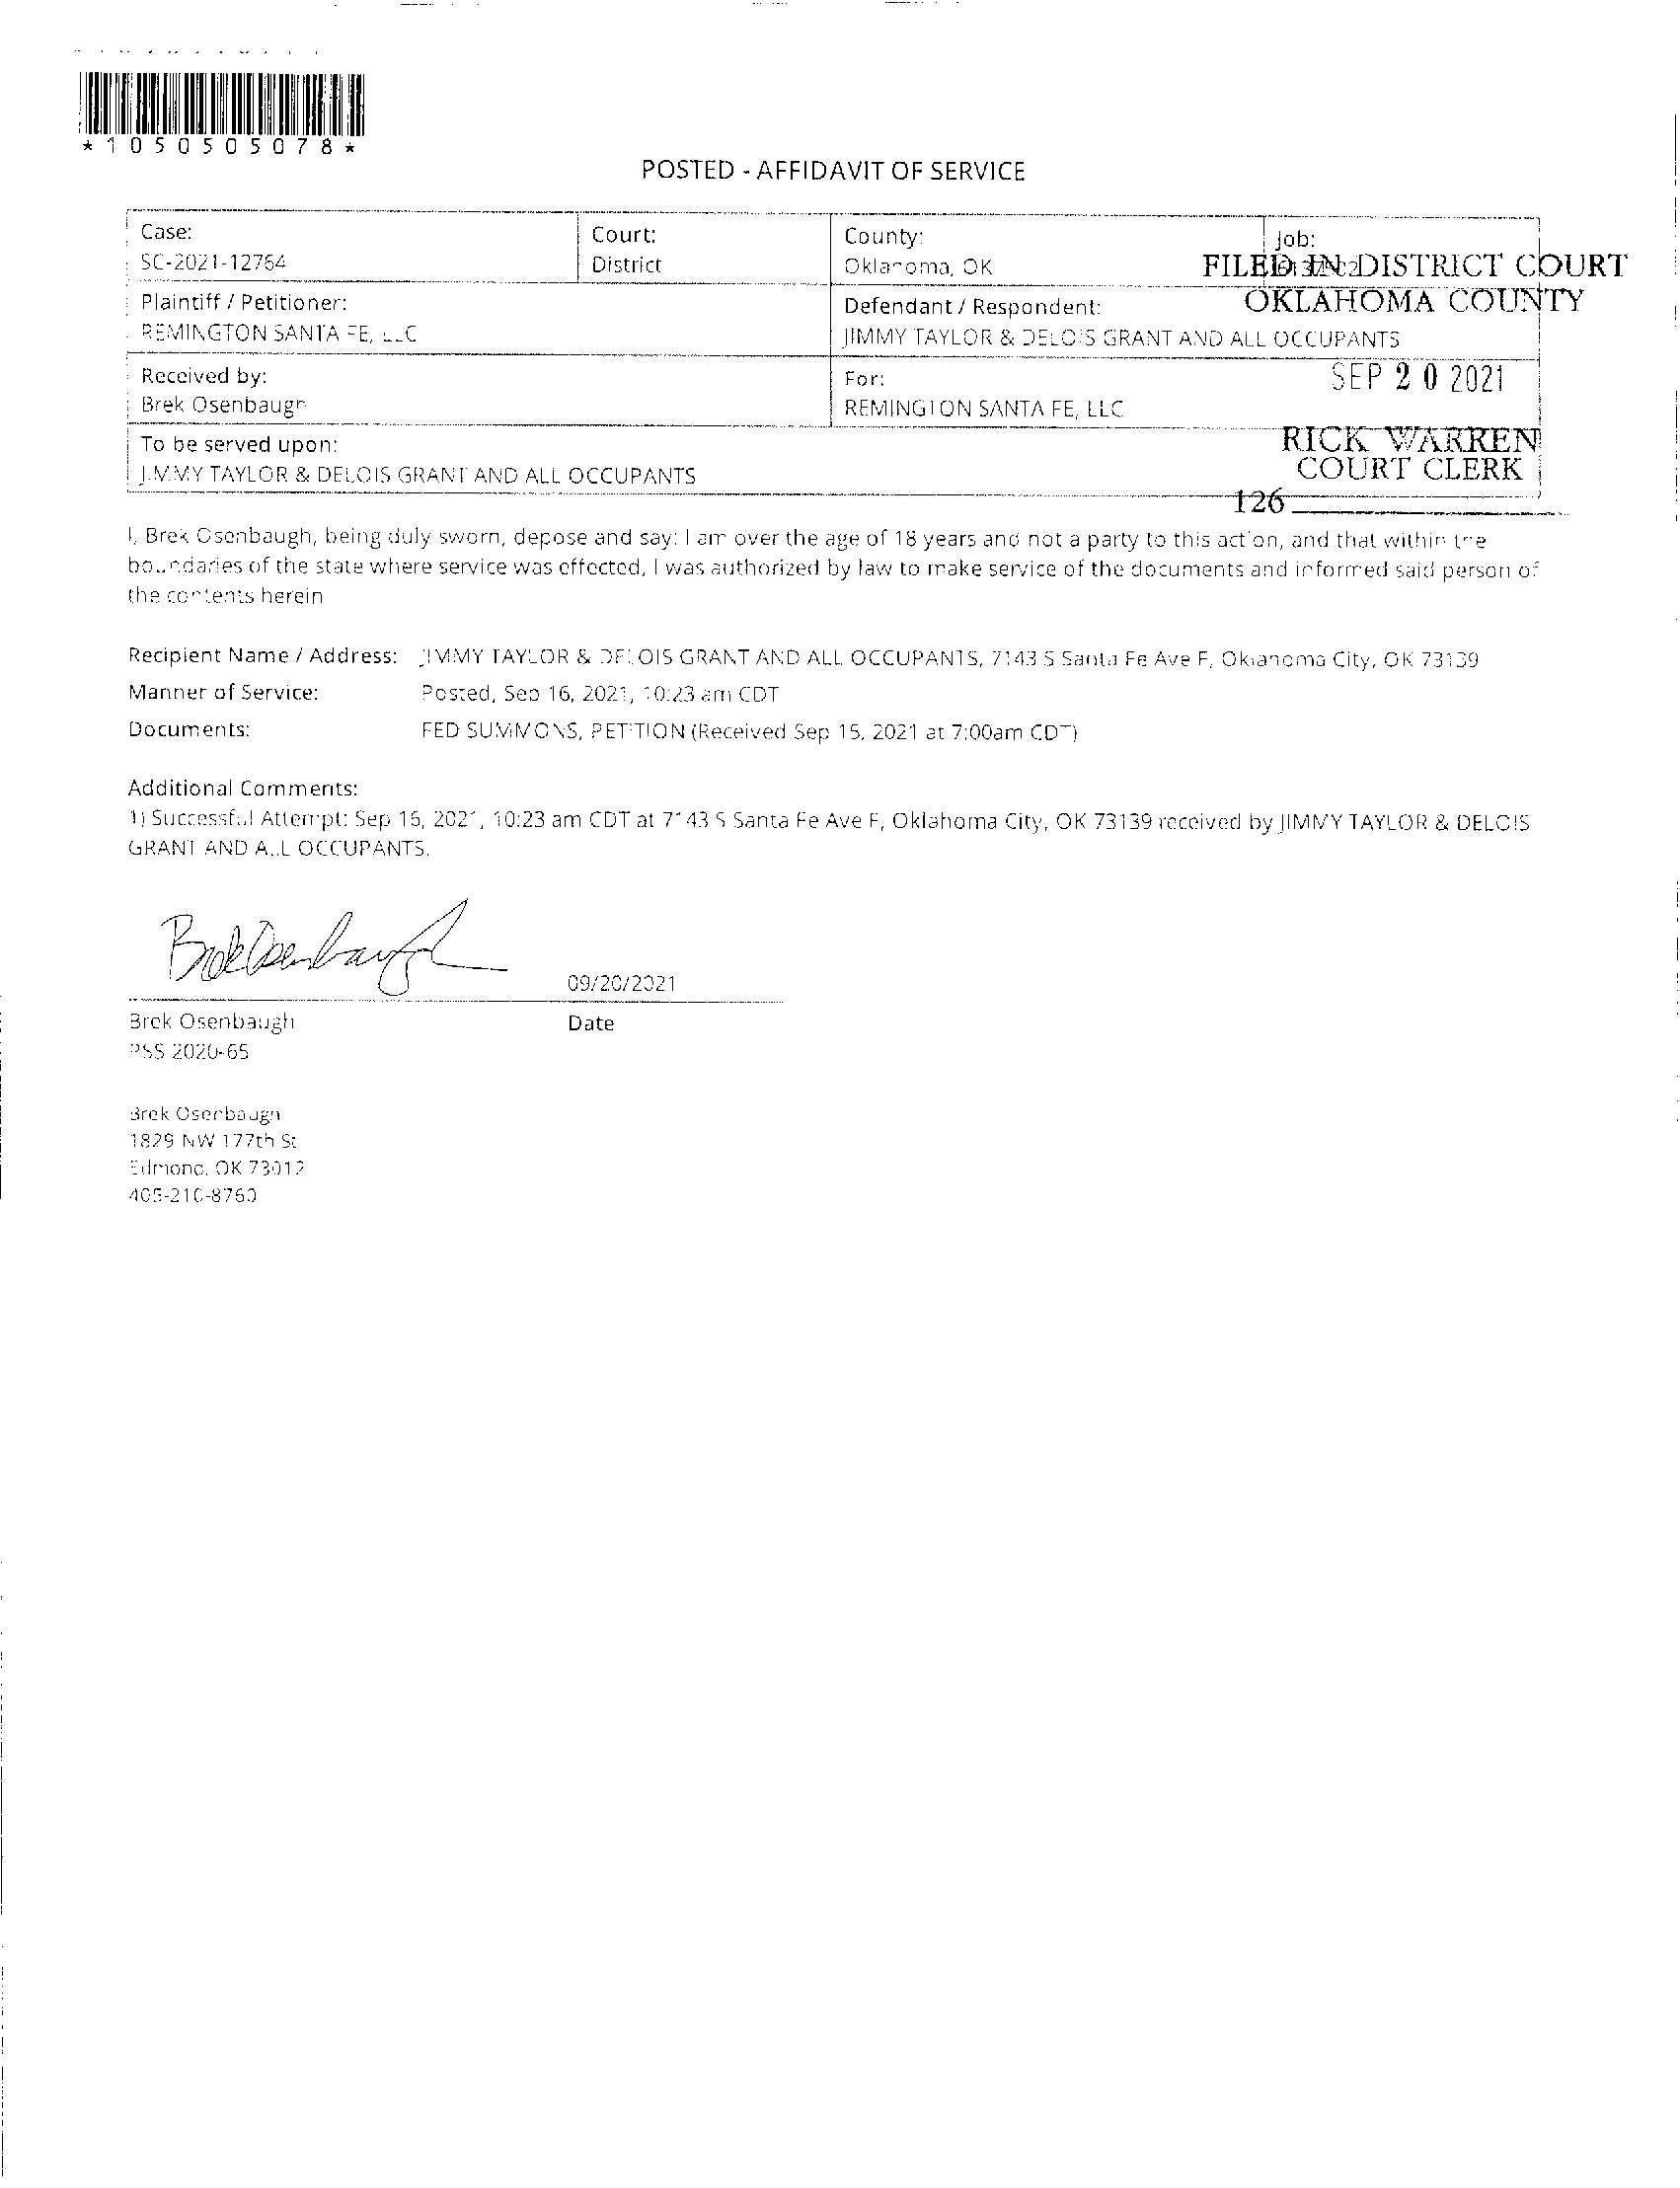 *1050505078*
POSTED - AFFIDAVIT OF SERVICE
Case:
SC-2021-12764
Court:
District
County:
Oklahoma, OK
Job:
FILED IN DISTRICT COURT
OKLAHOMA COUNTY
Plaintiff / Petitioner:
REMINGTON SANTA FE, LLC
Defendant / Respondent:
JIMMY TAYLOR & DELOIS GRANT AND ALL OCCUPANTS
SEP 20 2021
Received by:
Brek Osenbaugh
For:
REMINGTON SANTA FE, LLC
RICK WARREN
COURT CLERK
126
To be served upon:
JIMMY TAYLOR & DELOIS GRANT AND ALL OCCUPANTS
I, Brek Osenbaugh, being duly sworn, depose and say: I am over the age of 18 years and not a party to this action, and that within the
boundaries of the state where service was effected, I was authorized by law to make service of the documents and informed said person of
the contents herein
Recipient Name / Address: JIMMY TAYLOR & DELOIS GRANT AND ALL OCCUPANTS, 7143 S Santa Fe Ave F, Oklahoma City, OK 73139
Manner of Service: Posted, Sep 16, 2021, 10:23 am CDT
Documents: FED SUMMONS, PETITION (Received Sep 15, 2021 at 7:00am CDT)
Additional Comments:
1) Successful Attempt: Sep 16, 2021, 10:23 am CDT at 7143 S Santa Fe Ave F, Oklahoma City, OK 73139 received by JIMMY TAYLOR & DELOIS
GRANT AND ALL OCCUPANTS.
Brek Osenbaugh
09/20/2021
Brek Osenbaugh
Date
PSS 2020-65
Brek Osenbaugh
1829 NW 177th St
Edmond, OK 73012
405-210-8760